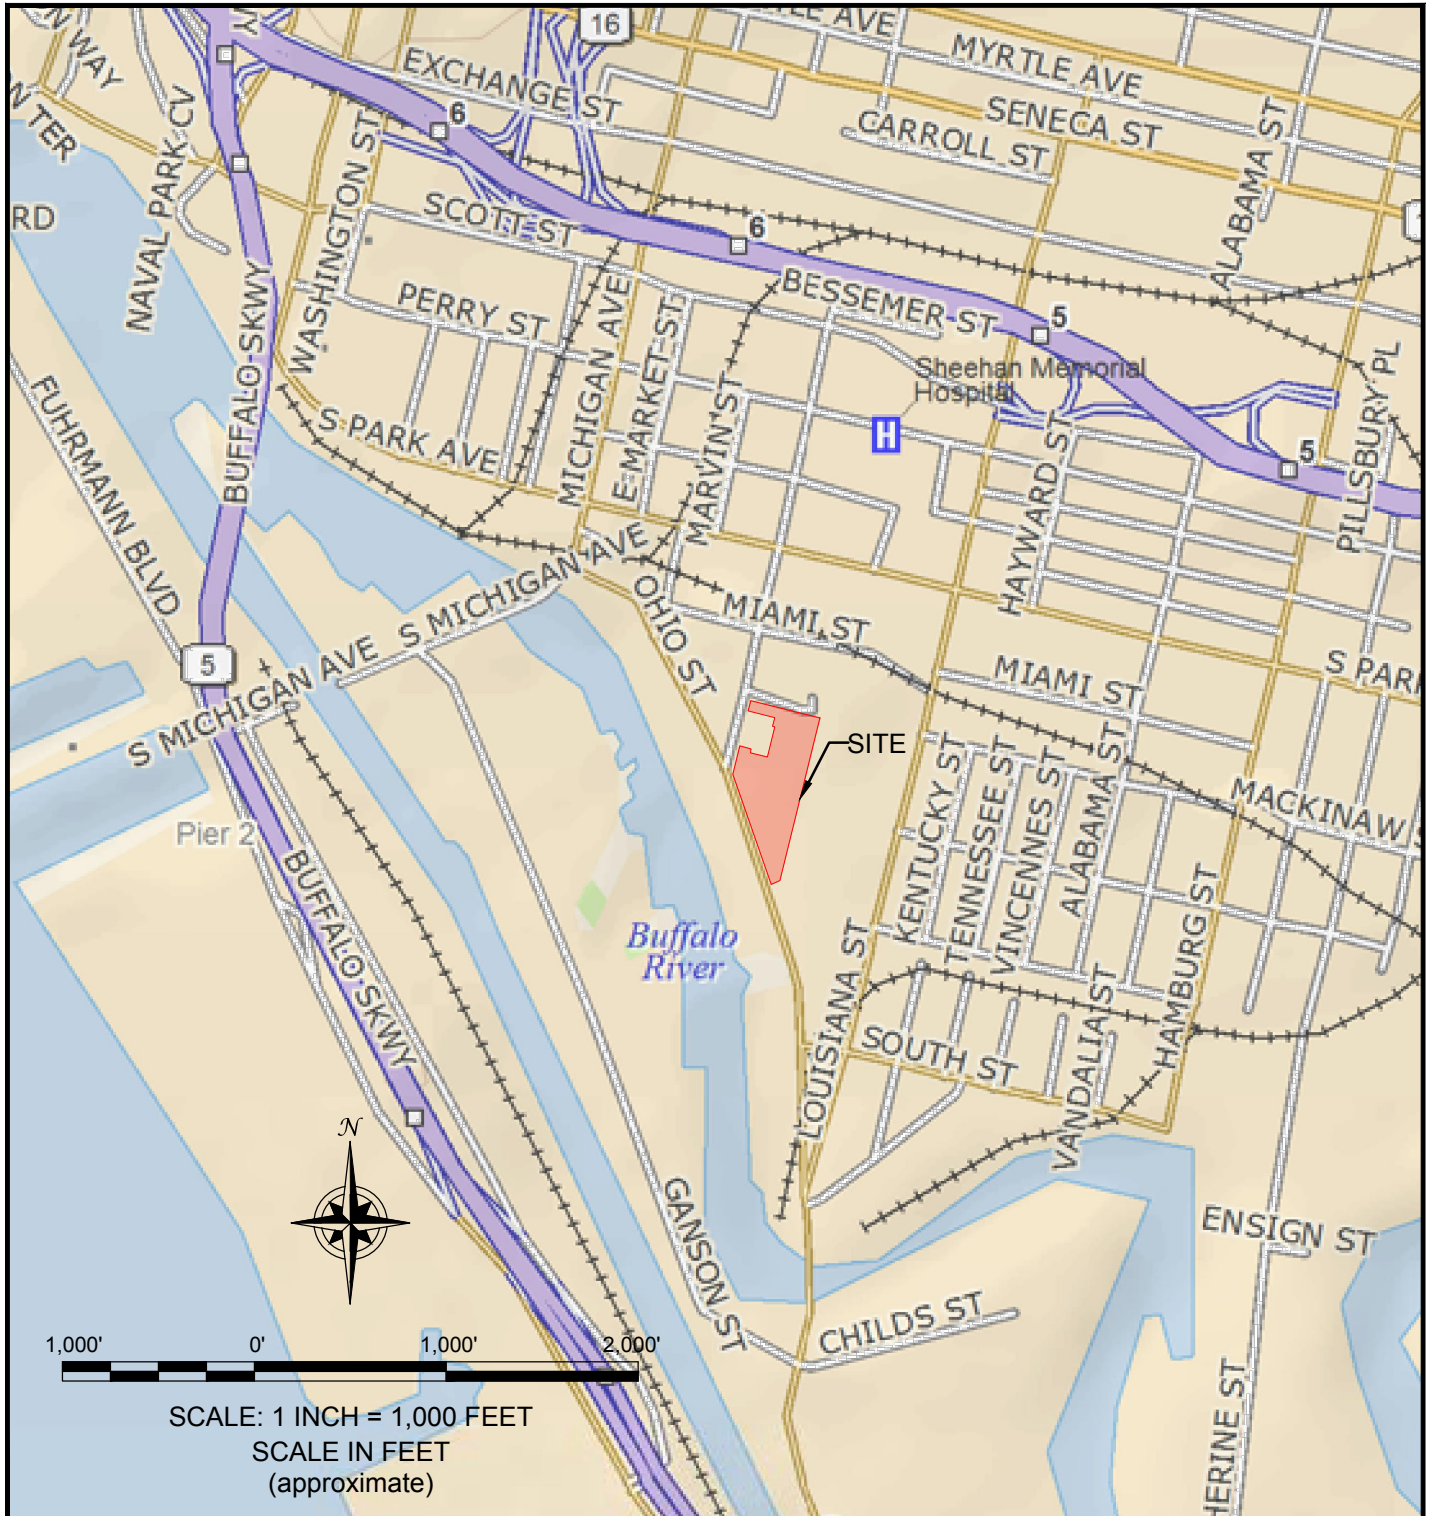 16
MYRTLE AVE
EXCHANGE ST
SENECA ST
CARROLL ST
ALABAMA ST
N WAY
N TER
NAVAL PARK CV
WASHINGTON ST
RD
6
SCOTT ST
6
BESSEMER ST
5
PERRY ST
BUFFALO SKWY
MICHIGAN AVE
E MARKET ST
MARVIN ST
Sheehan Memorial
Hospital
H
HAYWARD ST
PILLSBURY PL
5
S PARK AVE
FUHRMANN BLVD
S MICHIGAN AVE
OHIO ST
MIAMI ST
5
S MICHIGAN AVE
MIAMI ST
S PARK
SITE
KENTUCKY ST
TENNESSEE ST
VINCENNES ST
ALABAMA ST
MACKINAW S
HAMBURG ST
Pier 2
BUFFALO SKWY
Buffalo
River
LOUISIANA ST
SOUTH ST
VANDALIA ST
N
GANSON ST
CHILDS ST
ENSIGN ST
HERINE ST
1,000' 0' 1,000' 2,000'
SCALE: 1 INCH = 1,000 FEET
SCALE IN FEET
(approximate)